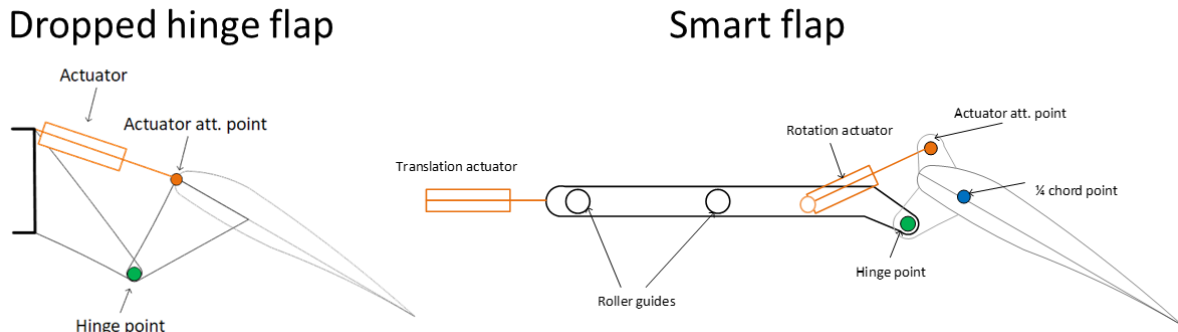 Dropped hinge flap
Actuator
Actuator att. point
Hinge point
Smart flap
Actuator att. point
Rotation actuator
Translation actuator
¼ chord point
Hinge point
Roller guides